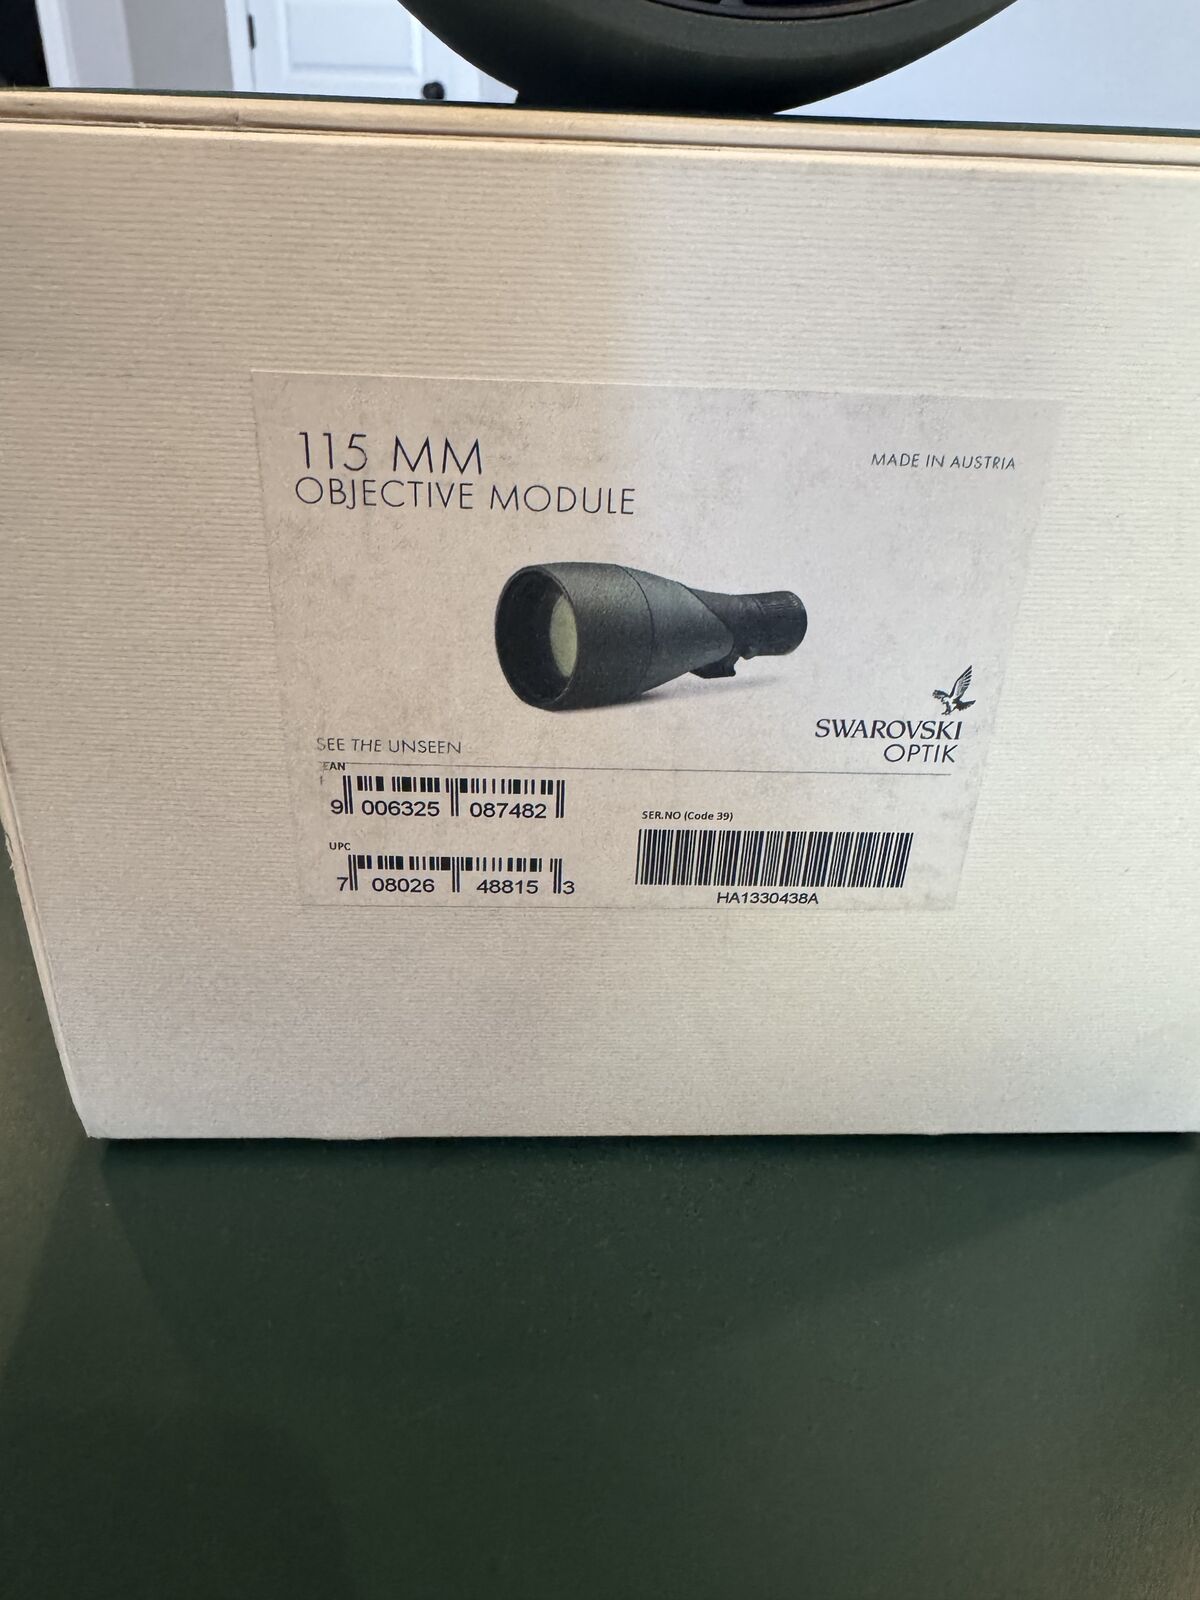 115 MM
OBJECTIVE MODULE
MADE IN AUSTRIA
SWAROVSKI
OPTIK
SEE THE UNSEEN
EAN
9 006325 087482
SER.NO (Code 39)
UPC
7 08026 48815 3
HA1330438A